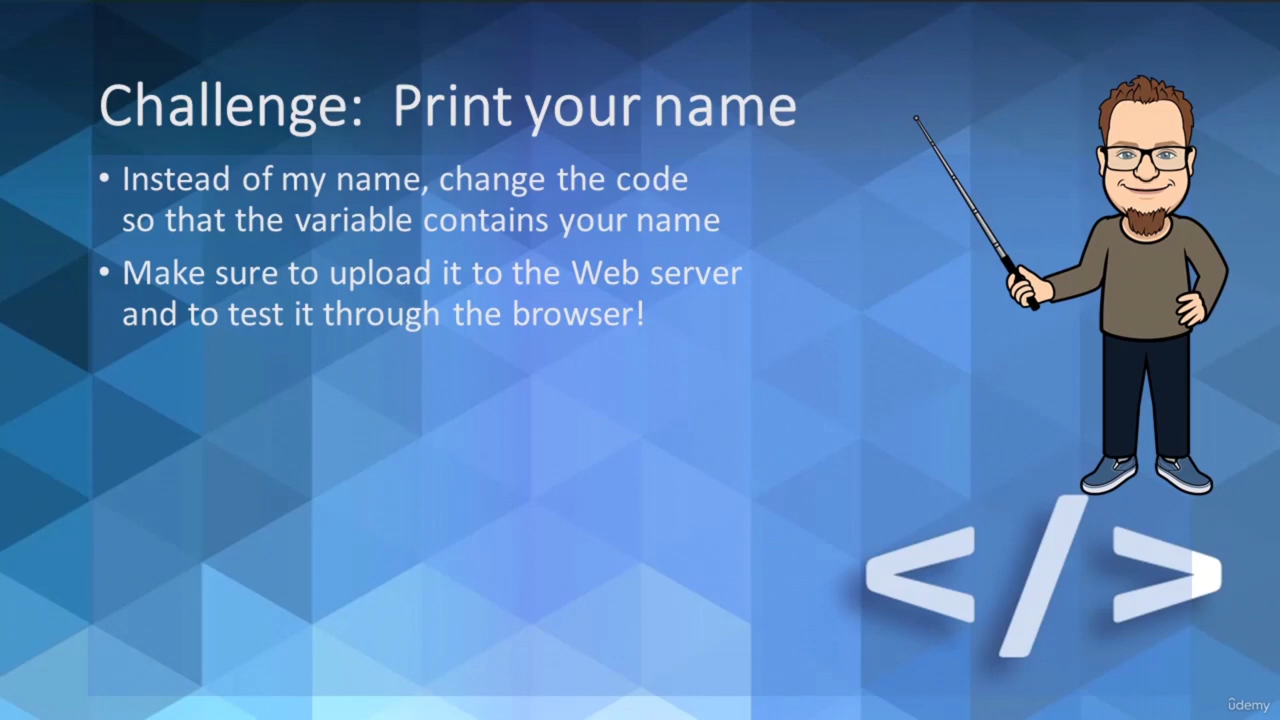 Challenge: Print your name
• Instead of my name, change the code
so that the variable contains your name
• Make sure to upload it to the Web server
and to test it through the browser!
</>
ûdemy